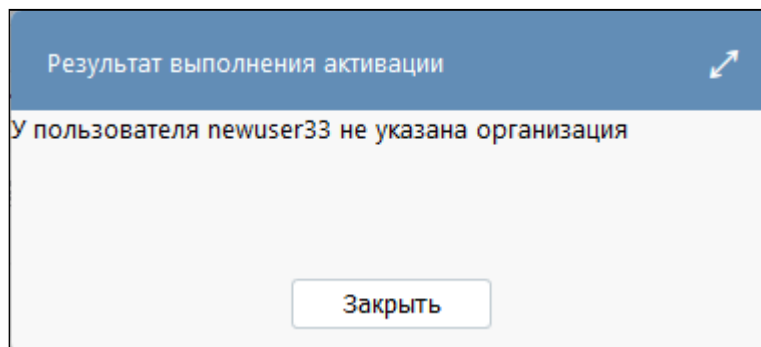 Результат выполнения активации
У пользователя newuser33 не указана организация
Закрыть